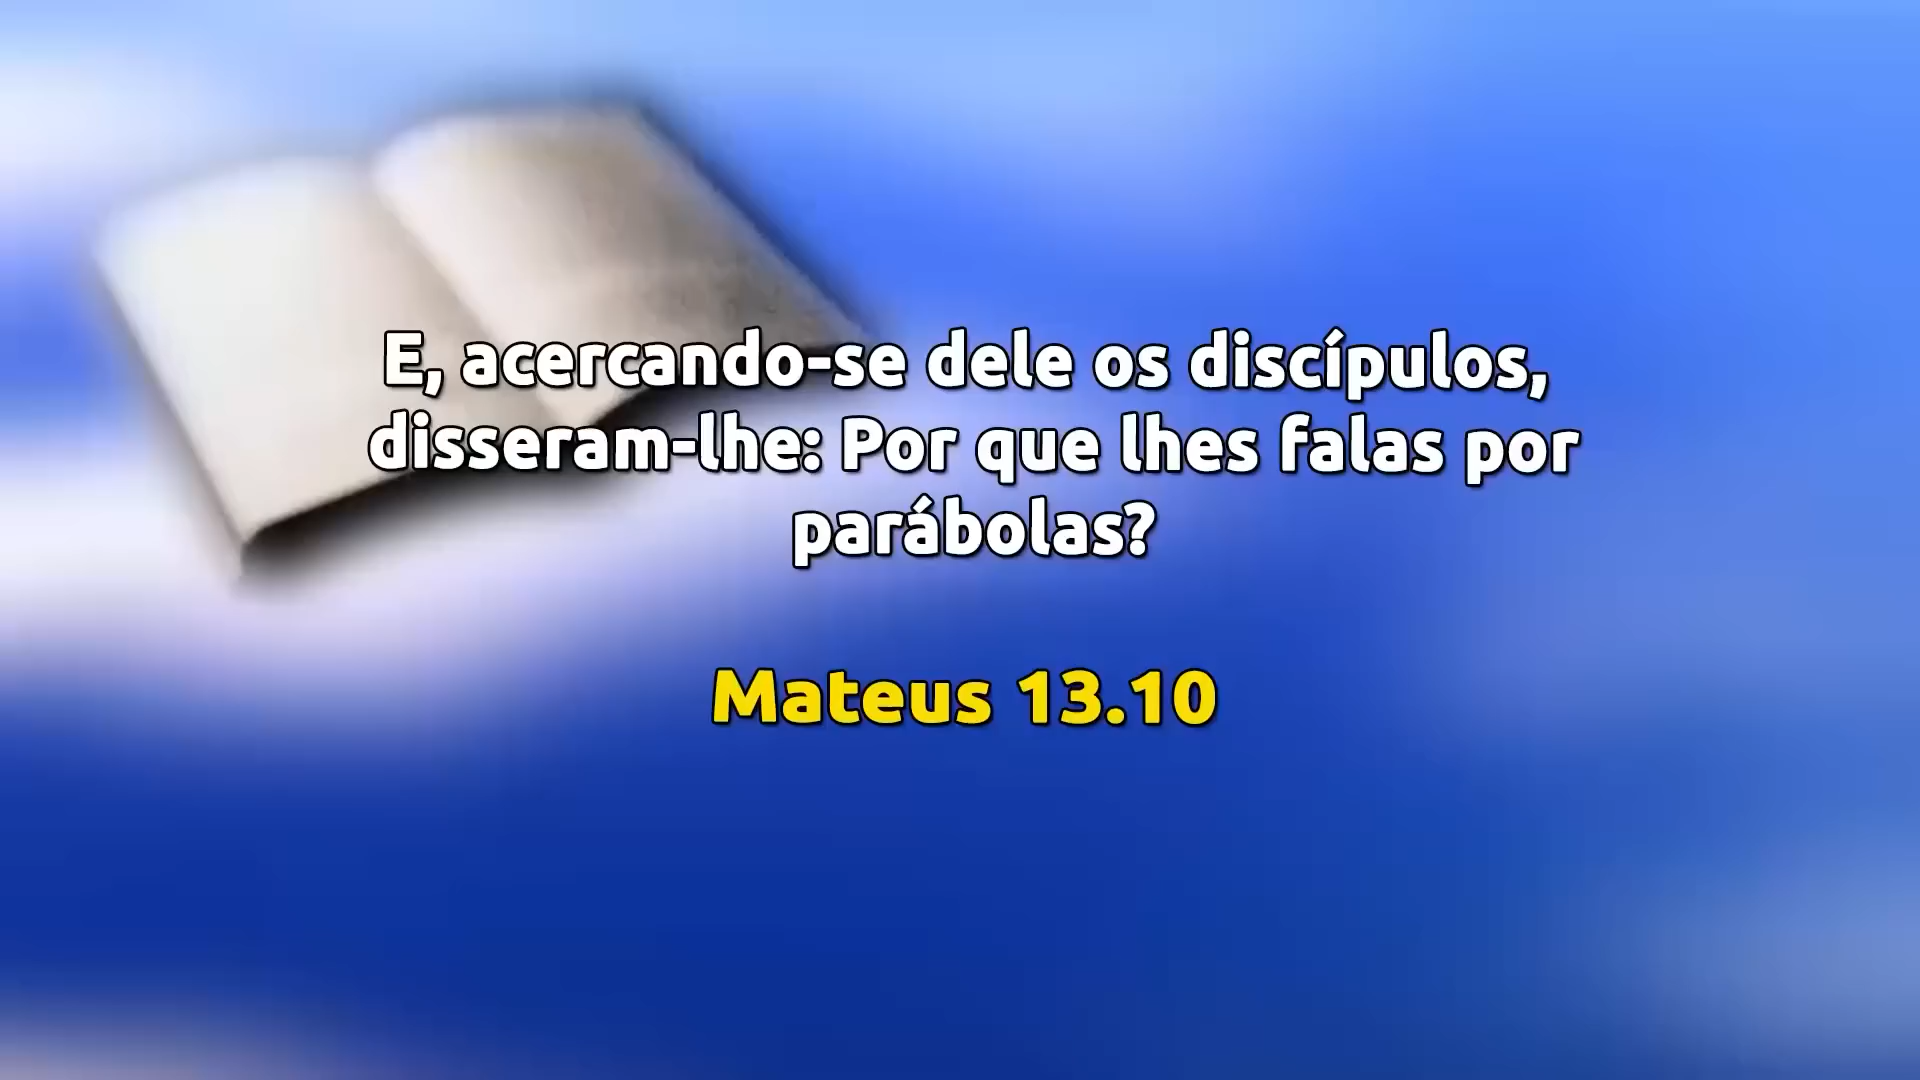 E, acercando-se dele os discípulos,
disseram-lhe: Por que lhes falas por
parábolas?
Mateus 13.10